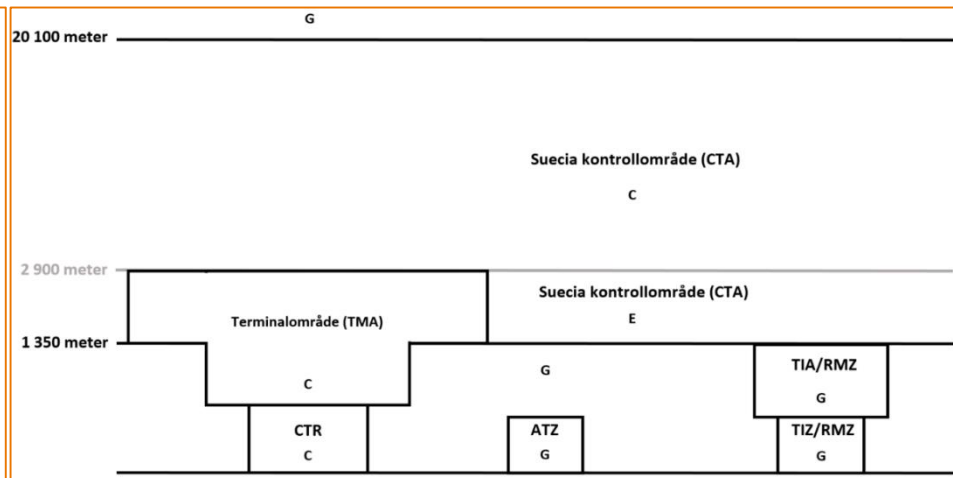 G
20 100 meter
Suecia kontrollområde (CTA)
C
2 900 meter
Suecia kontrollområde (CTA)
E
Terminalområde (TMA)
1 350 meter
C
G
TIA/RMZ
G
CTR
C
ATZ
G
TIZ/RMZ
G